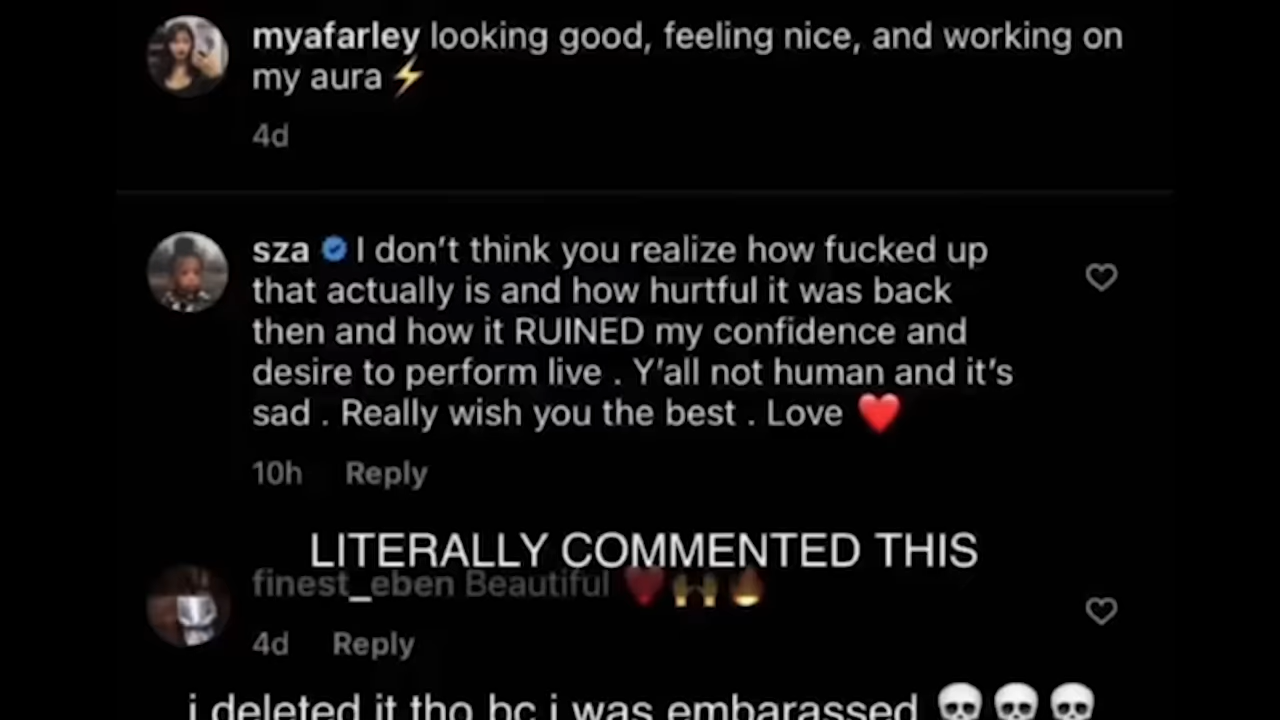 myafarley looking good, feeling nice, and working on
my aura ⚡
4d
sza I don't think you realize how fucked up
that actually is and how hurtful it was back
then and how it RUINED my confidence and
desire to perform live . Y'all not human and it's
sad . Really wish you the best . Love ❤️
10h Reply
LITERALLY COMMENTED THIS
finest_eben Beautiful ❤️🙌🔥
4d Reply
i deleted it tho bc i was embarassed 💀💀💀